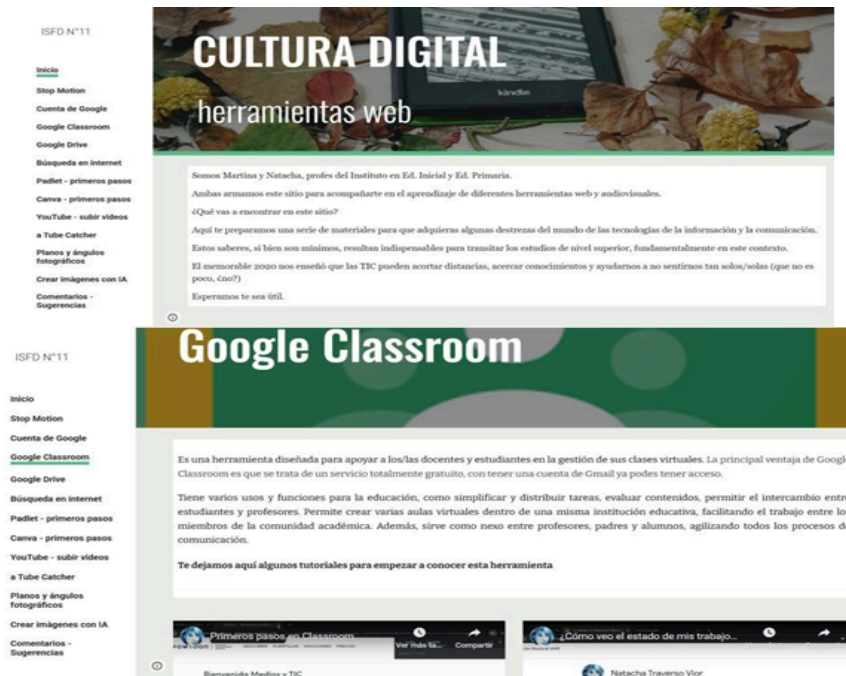 ISFD N°11
Inicio
Stop Motion
Cuenta de Google
Google Classroom
Google Drive
Búsqueda en internet
Padlet - primeros pasos
Canva - primeros pasos
YouTube - subir videos
a Tube Catcher
Planos y ángulos
fotográficos
Crear imàgenes con IA
Comentarios -
Sugerencias
CULTURA DIGITAL
herramientas web
kindle
Somos Martina y Natacha, profes del Instituto en Ed. Inicial y Ed. Primaria.
Ambas armamos este sitio para acompañarte en el aprendizaje de diferentes herramientas web y audiovisuales.
¿Qué vas a encontrar en este sitio?
Aquí te preparamos una serie de materiales para que adquieras algunas destrezas del mundo de las tecnologías de la información y la comunicación.
Estos saberes, si bien son mínimos, resultan indispensables para transitar los estudios de nivel superior, fundamentalmente en este contexto.
El memorable 2020 nos enseñó que las TIC pueden acortar distancias, acercar conocimientos y ayudarnos a no sentirnos tan solos/solas (que no es
poco, ¿no?)
Esperamos te sea útil.
ISFD N°11
Inicio
Stop Motion
Cuenta de Google
Google Classroom
Google Drive
Búsqueda en internet
Padlet - primeros pasos
Canva - primeros pasos
YouTube - subir videos
a Tube Catcher
Planos y ángulos
fotográficos
Crear imàgenes con IA
Comentarios -
Sugerencias
Google Classroom
Es una herramienta diseñada para apoyar a los/las docentes y estudiantes en la gestión de sus clases virtuales. La principal ventaja de Google
Classroom es que se trata de un servicio totalmente gratuito, con tener una cuenta de Gmail ya podes tener acceso.
Tiene varios usos y funciones para la educación, como simplificar y distribuir tareas, evaluar contenidos, permitir el intercambio entre
estudiantes y profesores. Permite crear varias aulas virtuales dentro de una misma institución educativa, facilitando el trabajo entre lo
miembros de la comunidad académica. Además, sirve como nexo entre profesores, padres y alumnos, agilizando todos los procesos de
comunicación.
Te dejamos aquí algunos tutoriales para empezar a conocer esta herramienta
Primeros pasos en Classroom
Ver más ta...
Compartir
Bienvenida Medios y TIC
¿Cómo veo el estado de mis trabajo...
Natacha Traverso Vior